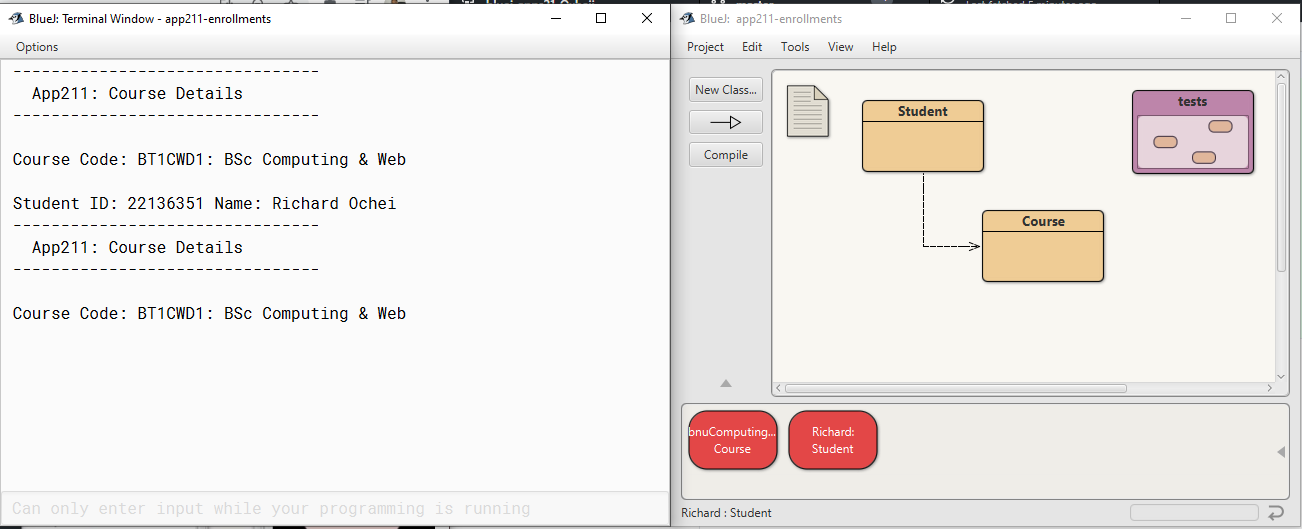 BlueJ: Terminal Window - app211-enrollments
Options
--------------------------------
App211: Course Details
--------------------------------
Course Code: BT1CWD1: BSc Computing & Web
Student ID: 22136351 Name: Richard Ochei
--------------------------------
App211: Course Details
--------------------------------
Course Code: BT1CWD1: BSc Computing & Web
Can only enter input while your programming is running
BlueJ: app211-enrollments
Project Edit Tools View Help
New Class...
Compile
Student
tests
Course
bnuComputing...
Course
Richard:
Student
Richard : Student